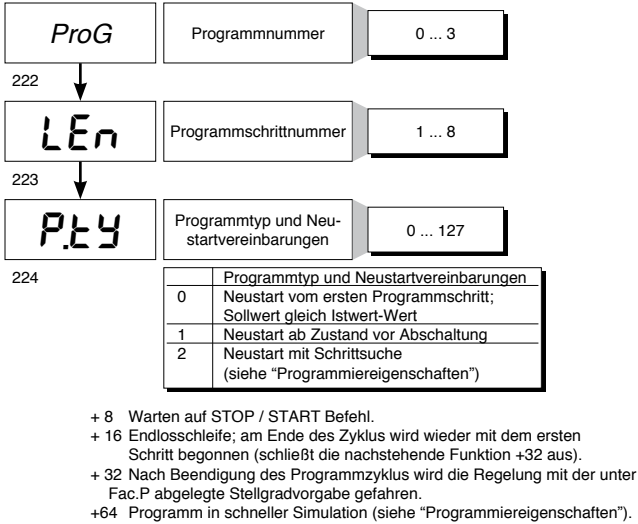 ProG
Programmnummer
0 ... 3
222
LEn
Programmschrittnummer
1 ... 8
223
P.tY
Programmtyp und Neu-
startvereinbarungen
0 ... 127
224
Programmtyp und Neustartvereinbarungen
0 Neustart vom ersten Programmschritt;
Sollwert gleich Istwert-Wert
1 Neustart ab Zustand vor Abschaltung
2 Neustart mit Schrittsuche
(siehe “Programmiereigenschaften”)
+ 8 Warten auf STOP / START Befehl.
+ 16 Endlosschleife; am Ende des Zyklus wird wieder mit dem ersten
Schritt begonnen (schließt die nachstehende Funktion +32 aus).
+ 32 Nach Beendigung des Programmzyklus wird die Regelung mit der unter
Fac.P abgelegte Stellgradvorgabe gefahren.
+64 Programm in schneller Simulation (siehe “Programmiereigenschaften”).